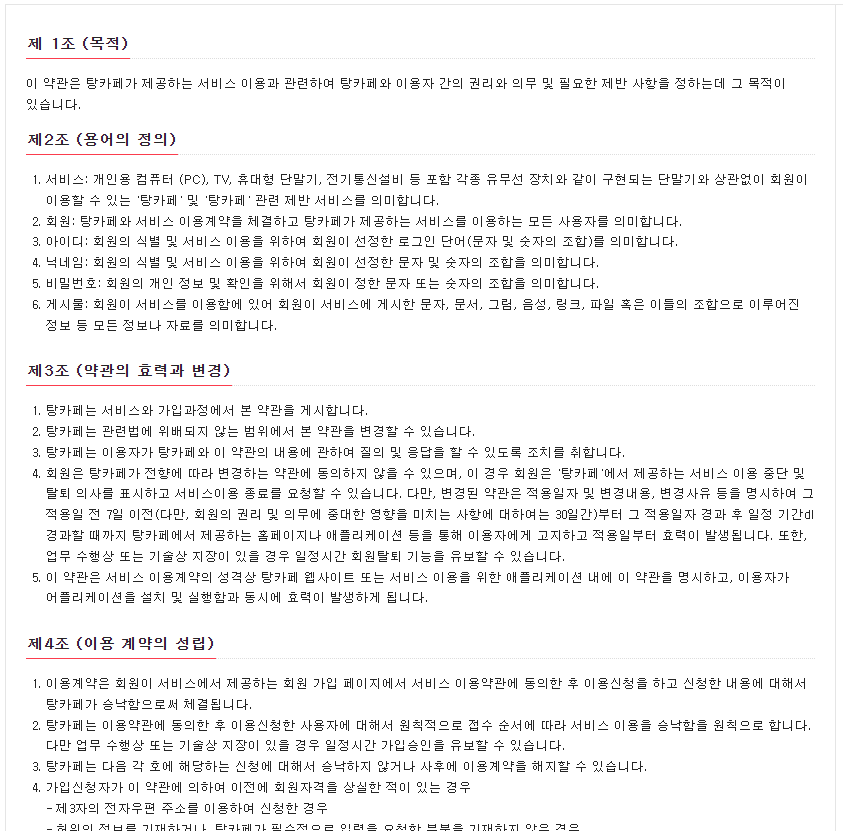 제 1조 (목적)
이 약관은 탕카페가 제공하는 서비스 이용과 관련하여 탕카페와 이용자 간의 권리와 의무 및 필요한 제반 사항을 정하는데 그 목적이
있습니다.
제2조 (용어의 정의)
1. 서비스: 개인용 컴퓨터 (PC), TV, 휴대형 단말기, 전기통신설비 등 포함 각종 유무선 장치와 같이 구현되는 단말기와 상관없이 회원이
이용할 수 있는 '탕카페' 및 '탕카페' 관련 제반 서비스를 의미합니다.
2. 회원: 탕카페와 서비스 이용계약을 체결하고 탕카페가 제공하는 서비스를 이용하는 모든 사용자를 의미합니다.
3. 아이디: 회원의 식별 및 서비스 이용을 위하여 회원이 선정한 로그인 단어(문자 및 숫자의 조합)를 의미합니다.
4. 닉네임: 회원의 식별 및 서비스 이용을 위하여 회원이 선정한 문자 및 숫자의 조합을 의미합니다.
5. 비밀번호: 회원의 개인 정보 및 확인을 위해서 회원이 정한 문자 또는 숫자의 조합을 의미합니다.
6. 게시물: 회원이 서비스를 이용함에 있어 회원이 서비스에 게시한 문자, 문서, 그림, 음성, 링크, 파일 혹은 이들의 조합으로 이루어진
정보 등 모든 정보나 자료를 의미합니다.
제3조 (약관의 효력과 변경)
1. 탕카페는 서비스와 가입과정에서 본 약관을 게시합니다.
2. 탕카페는 관련법에 위배되지 않는 범위에서 본 약관을 변경할 수 있습니다.
3. 탕카페는 이용자가 탕카페와 이 약관의 내용에 관하여 질의 및 응답을 할 수 있도록 조치를 취합니다.
4. 회원은 탕카페가 전향에 따라 변경하는 약관에 동의하지 않을 수 있으며, 이 경우 회원은 '탕카페'에서 제공하는 서비스 이용 중단 및
탈퇴 의사를 표시하고 서비스이용 종료를 요청할 수 있습니다. 다만, 변경된 약관은 적용일자 및 변경내용, 변경사유 등을 명시하여 그
적용일 전 7일 이전(다만, 회원의 권리 및 의무에 중대한 영향을 미치는 사항에 대하여는 30일간)부터 그 적용일자 경과 후 일정 기간dl
경과할 때까지 탕카페에서 제공하는 홈페이지나 애플리케이션 등을 통해 이용자에게 고지하고 적용일부터 효력이 발생됩니다. 또한,
업무 수행상 또는 기술상 지장이 있을 경우 일정시간 회원탈퇴 기능을 유보할 수 있습니다.
5. 이 약관은 서비스 이용계약의 성격상 탕카페 웹사이트 또는 서비스 이용을 위한 애플리케이션 내에 이 약관을 명시하고, 이용자가
어플리케이션을 설치 및 실행함과 동시에 효력이 발생하게 됩니다.
제4조 (이용 계약의 성립)
1. 이용계약은 회원이 서비스에서 제공하는 회원 가입 페이지에서 서비스 이용약관에 동의한 후 이용신청을 하고 신청한 내용에 대해서
탕카페가 승낙함으로써 체결됩니다.
2. 탕카페는 이용약관에 동의한 후 이용신청한 사용자에 대해서 원칙적으로 접수 순서에 따라 서비스 이용을 승낙함을 원칙으로 합니다.
다만 업무 수행상 또는 기술상 지장이 있을 경우 일정시간 가입승인을 유보할 수 있습니다.
3. 탕카페는 다음 각 호에 해당하는 신청에 대해서 승낙하지 않거나 사후에 이용계약을 해지할 수 있습니다.
4. 가입신청자가 이 약관에 의하여 이전에 회원자격을 상실한 적이 있는 경우
- 제3자의 전자우편 주소를 이용하여 신청한 경우
- 허위의 정보를 기재하거나, 탕카페가 필수적으로 입력을 요청한 부분을 기재하지 않은 경우